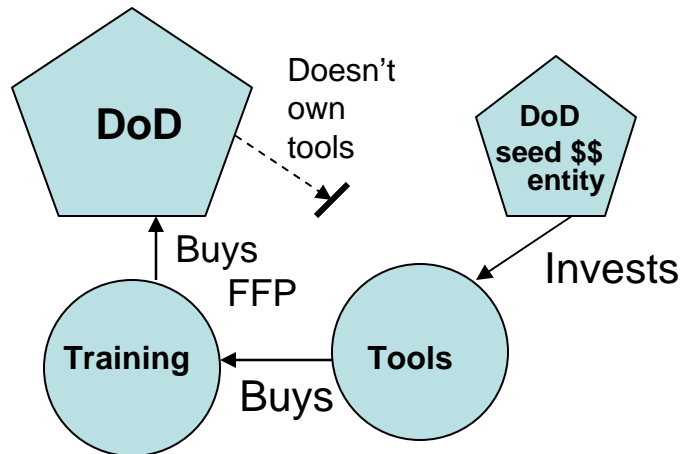 DoD
Doesn't
own
tools
DoD
seed $$
entity
Buys
FFP
Invests
Training
Tools
Buys